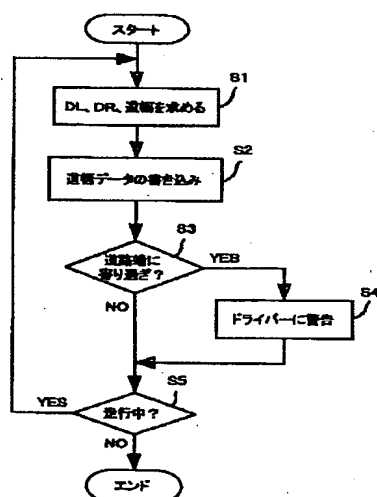 スタート
S1
DL、DR、道幅を求める
S2
道幅データの書き込み
S3
道路端に
寄り過ぎ?
YES
NO
S4
ドライバーに警告
S5
走行中?
YES
NO
エンド